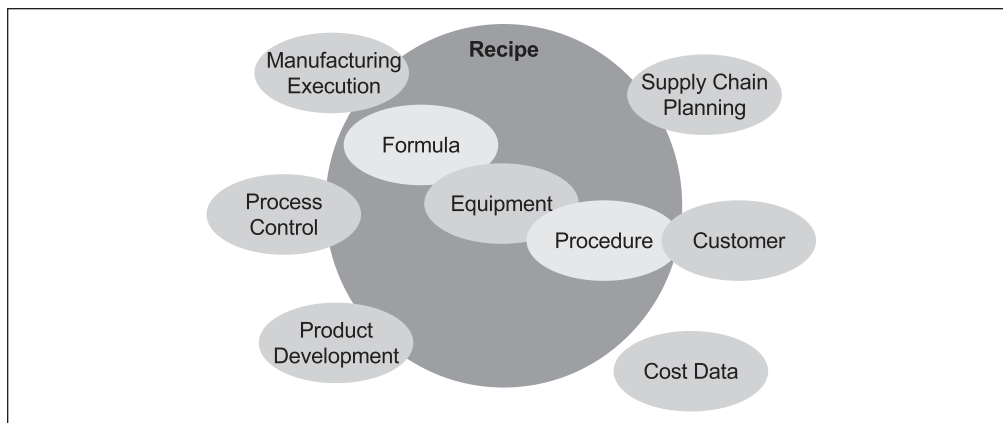 Recipe
Manufacturing
Execution
Supply Chain
Planning
Formula
Equipment
Process
Control
Procedure
Customer
Product
Development
Cost Data